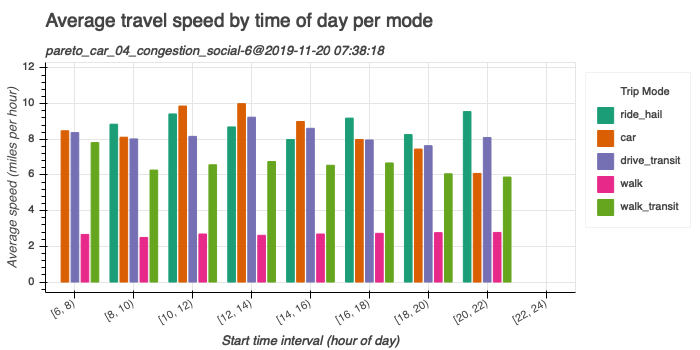 Average travel speed by time of day per mode
pareto_car_04_congestion_social-6@2019-11-20 07:38:18
Average speed (miles per hour)
12
10
8
6
4
2
0
[6, 8)
[8, 10)
[10, 12)
[12, 14)
[14, 16)
[16, 18)
[18, 20)
[20, 22)
[22, 24)
Start time interval (hour of day)
Trip Mode
ride_hail
car
drive_transit
walk
walk_transit